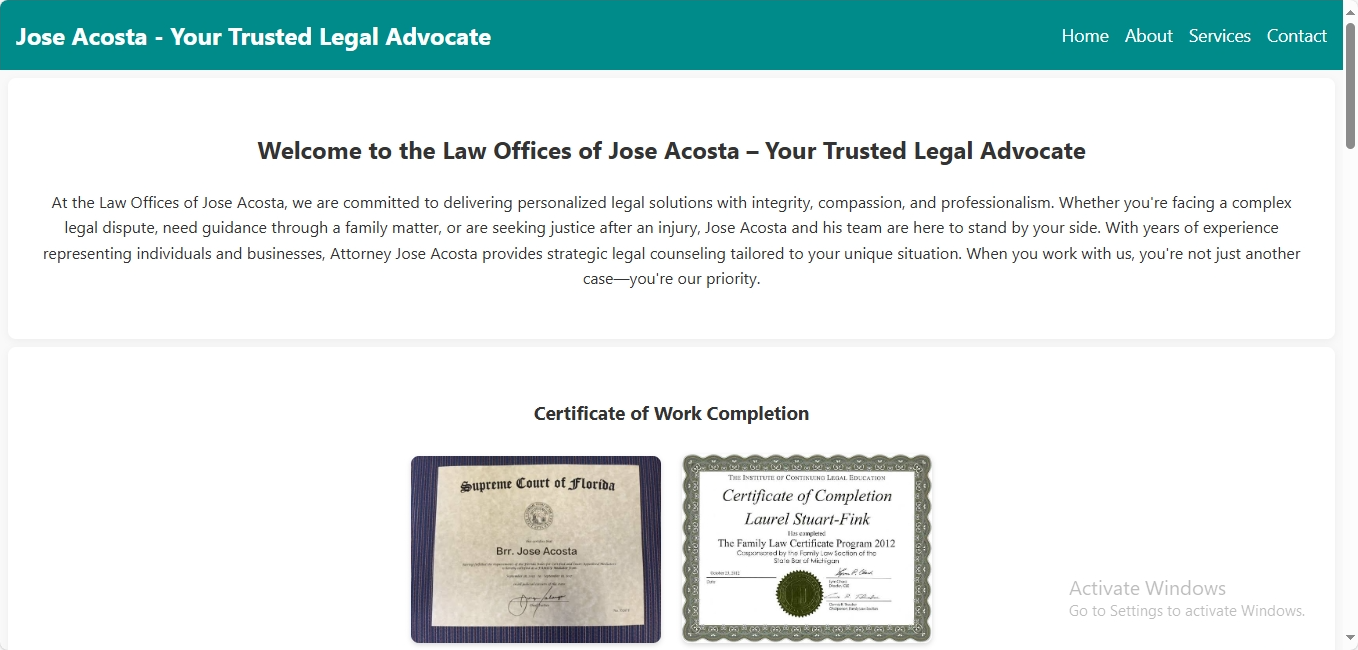 Jose Acosta - Your Trusted Legal Advocate
Home About Services Contact
Welcome to the Law Offices of Jose Acosta – Your Trusted Legal Advocate
At the Law Offices of Jose Acosta, we are committed to delivering personalized legal solutions with integrity, compassion, and professionalism. Whether you're facing a complex
legal dispute, need guidance through a family matter, or are seeking justice after an injury, Jose Acosta and his team are here to stand by your side. With years of experience
representing individuals and businesses, Attorney Jose Acosta provides strategic legal counseling tailored to your unique situation. When you work with us, you're not just another
case—you're our priority.
Certificate of Work Completion
Supreme Court of Florida
Brr. Jose Acosta
THE INSTITUTE OF CONTINUING LEGAL EDUCATION
Certificate of Completion
Laurel Stuart-Fink
Has completed
The Family Law Certificate Program 2012
Cosponsored by the Family Law Section of the
State Bar of Michigan
October 23, 2012
Date
Activate Windows
Go to Settings to activate Windows.